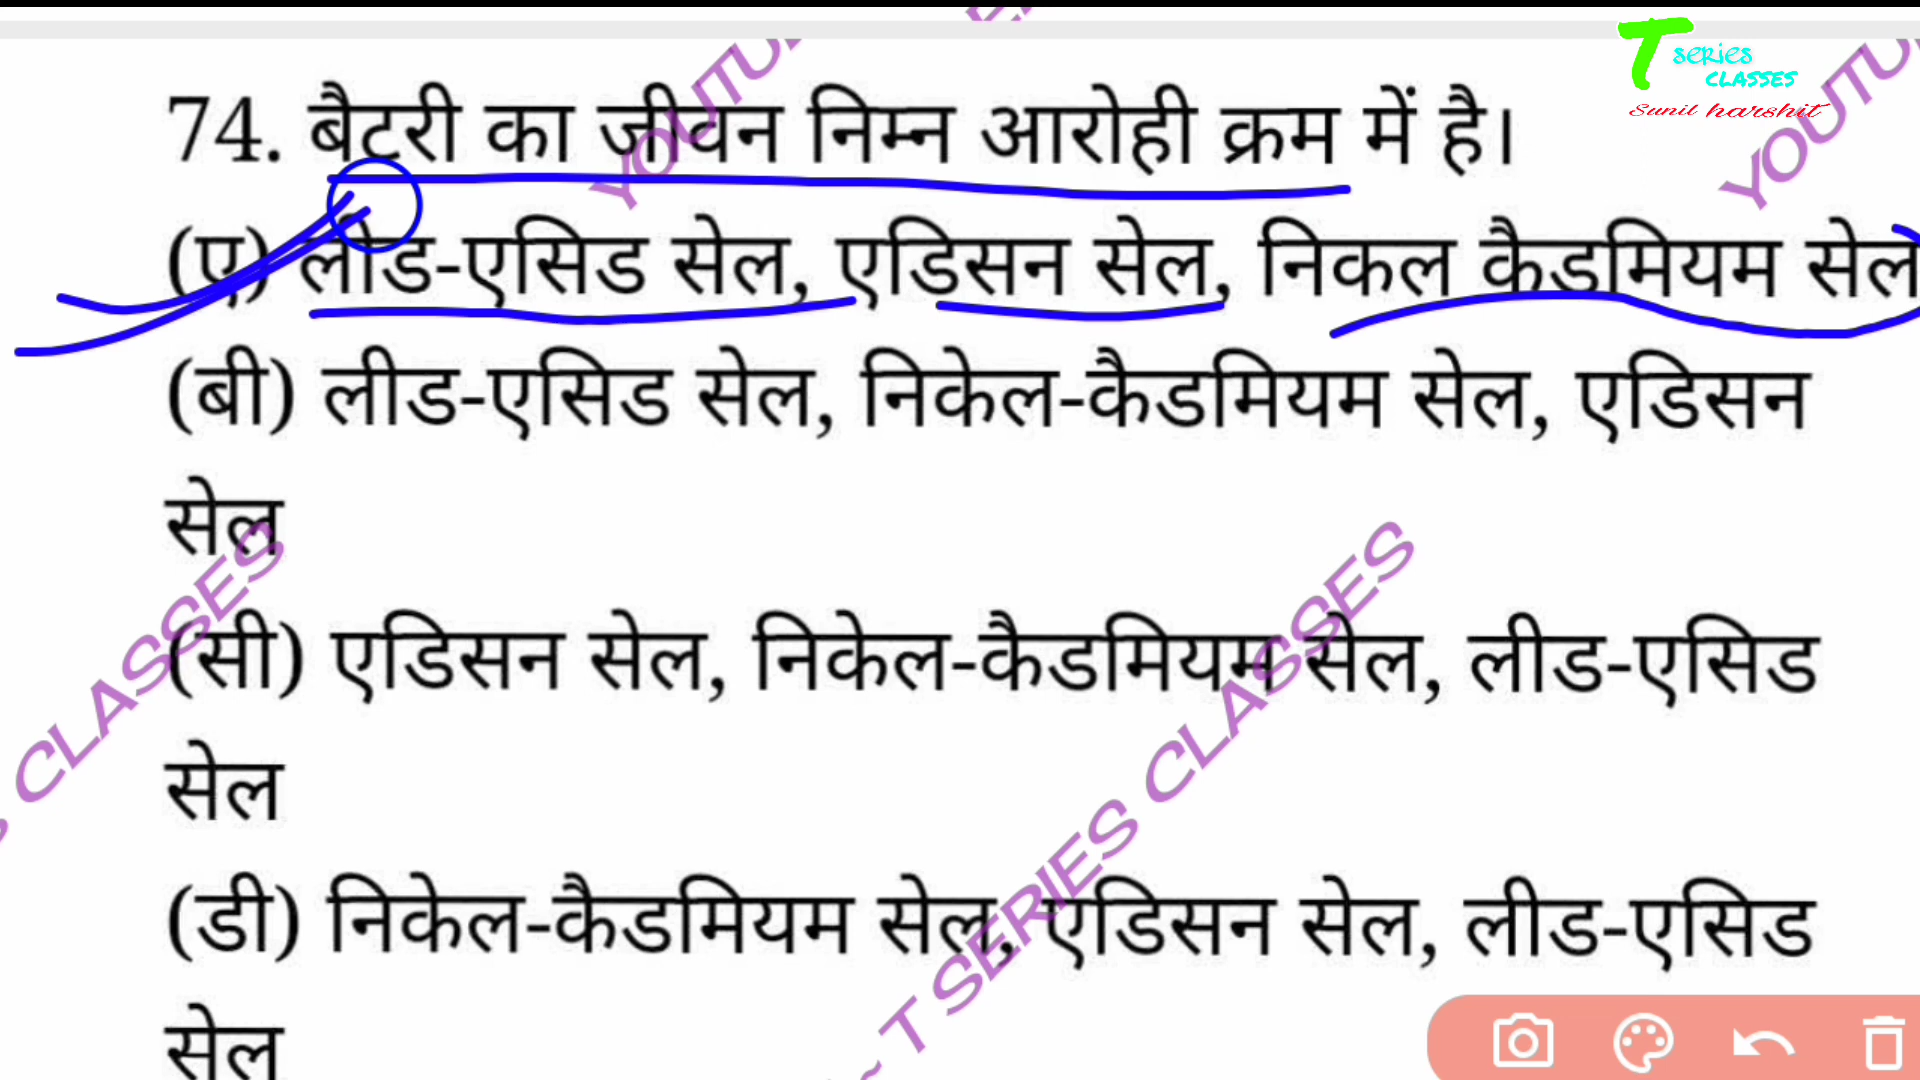 T series
CLASSES
Sunil harshit
74. बैटरी का जीवन निम्न आरोही क्रम में है।
(ए) लीड-एसिड सेल, एडिसन सेल, निकल कैडमियम सेल
(बी) लीड-एसिड सेल, निकेल-कैडमियम सेल, एडिसन
सेल
(सी) एडिसन सेल, निकेल-कैडमियम सेल, लीड-एसिड
सेल
(डी) निकेल-कैडमियम सेल, एडिसन सेल, लीड-एसिड
सेल
T SERIES CLASSES
CLASSES